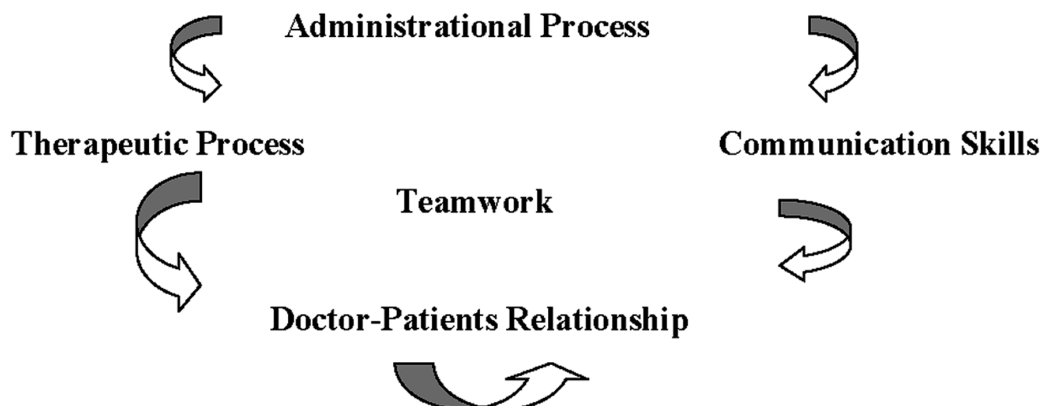 Administrational Process
Therapeutic Process
Communication Skills
Teamwork
Doctor-Patients Relationship